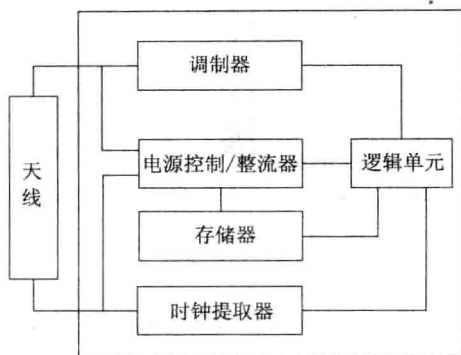 调制器
天线
电源控制/整流器
逻辑单元
存储器
时钟提取器